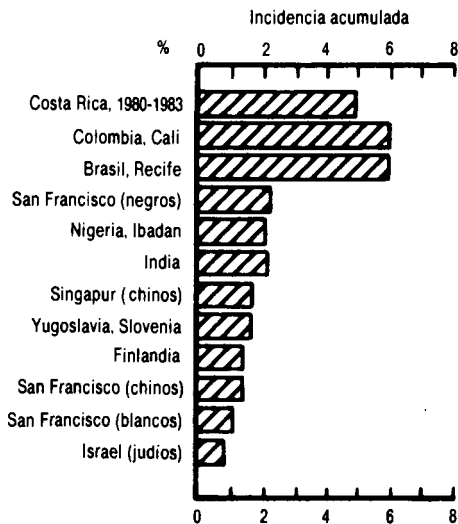 Incidencia acumulada
% 0 2 4 6 8
Costa Rica, 1980-1983
Colombia, Cali
Brasil, Recife
San Francisco (negros)
Nigeria, Ibadan
India
Singapur (chinos)
Yugoslavia, Slovenia
Finlandia
San Francisco (chinos)
San Francisco (blancos)
Israel (judíos)
0 2 4 6 8